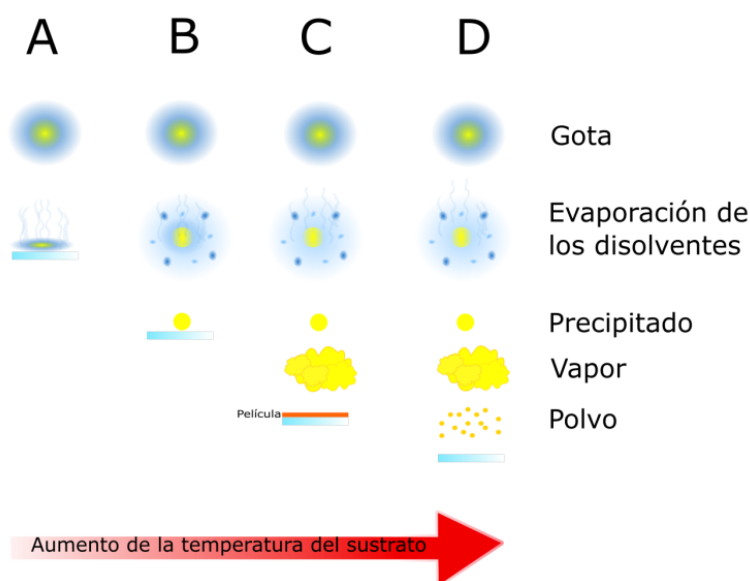 A B C D
Gota
Evaporación de
los disolventes
Precipitado
Vapor
Película
Polvo
Aumento de la temperatura del sustrato